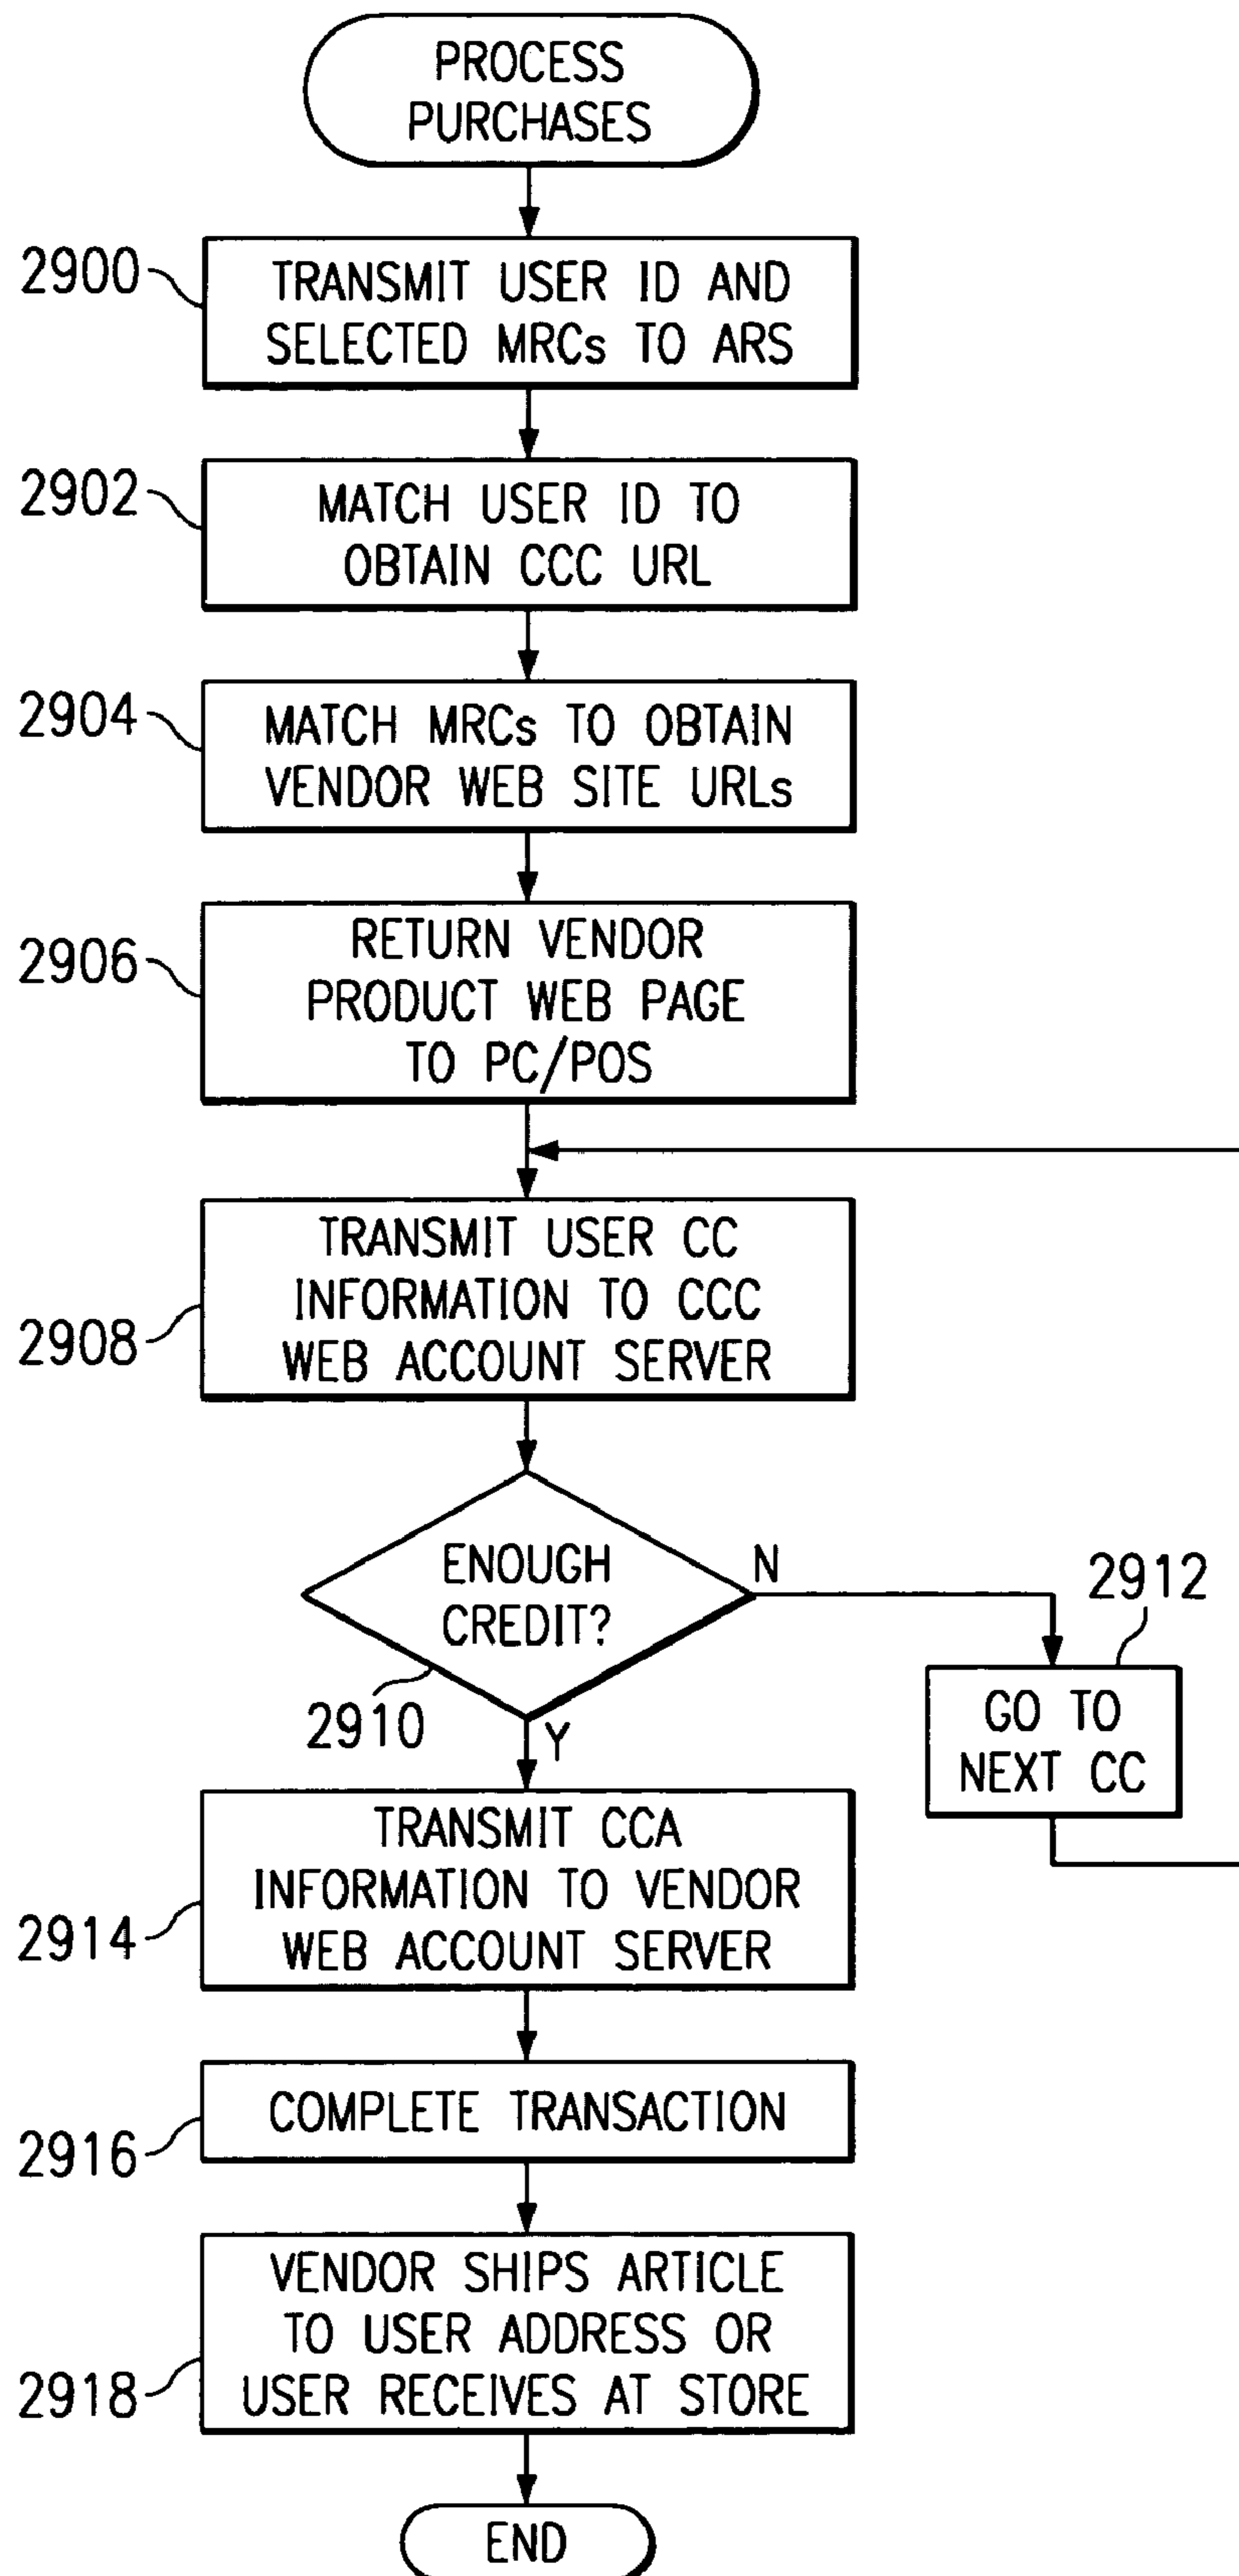 PROCESS
PURCHASES
2900
TRANSMIT USER ID AND
SELECTED MRCs TO ARS
2902
MATCH USER ID TO
OBTAIN CCC URL
2904
MATCH MRCs TO OBTAIN
VENDOR WEB SITE URLs
2906
RETURN VENDOR
PRODUCT WEB PAGE
TO PC/POS
2908
TRANSMIT USER CC
INFORMATION TO CCC
WEB ACCOUNT SERVER
ENOUGH
CREDIT?
N
2910
Y
2912
GO TO
NEXT CC
2914
TRANSMIT CCA
INFORMATION TO VENDOR
WEB ACCOUNT SERVER
2916
COMPLETE TRANSACTION
2918
VENDOR SHIPS ARTICLE
TO USER ADDRESS OR
USER RECEIVES AT STORE
END